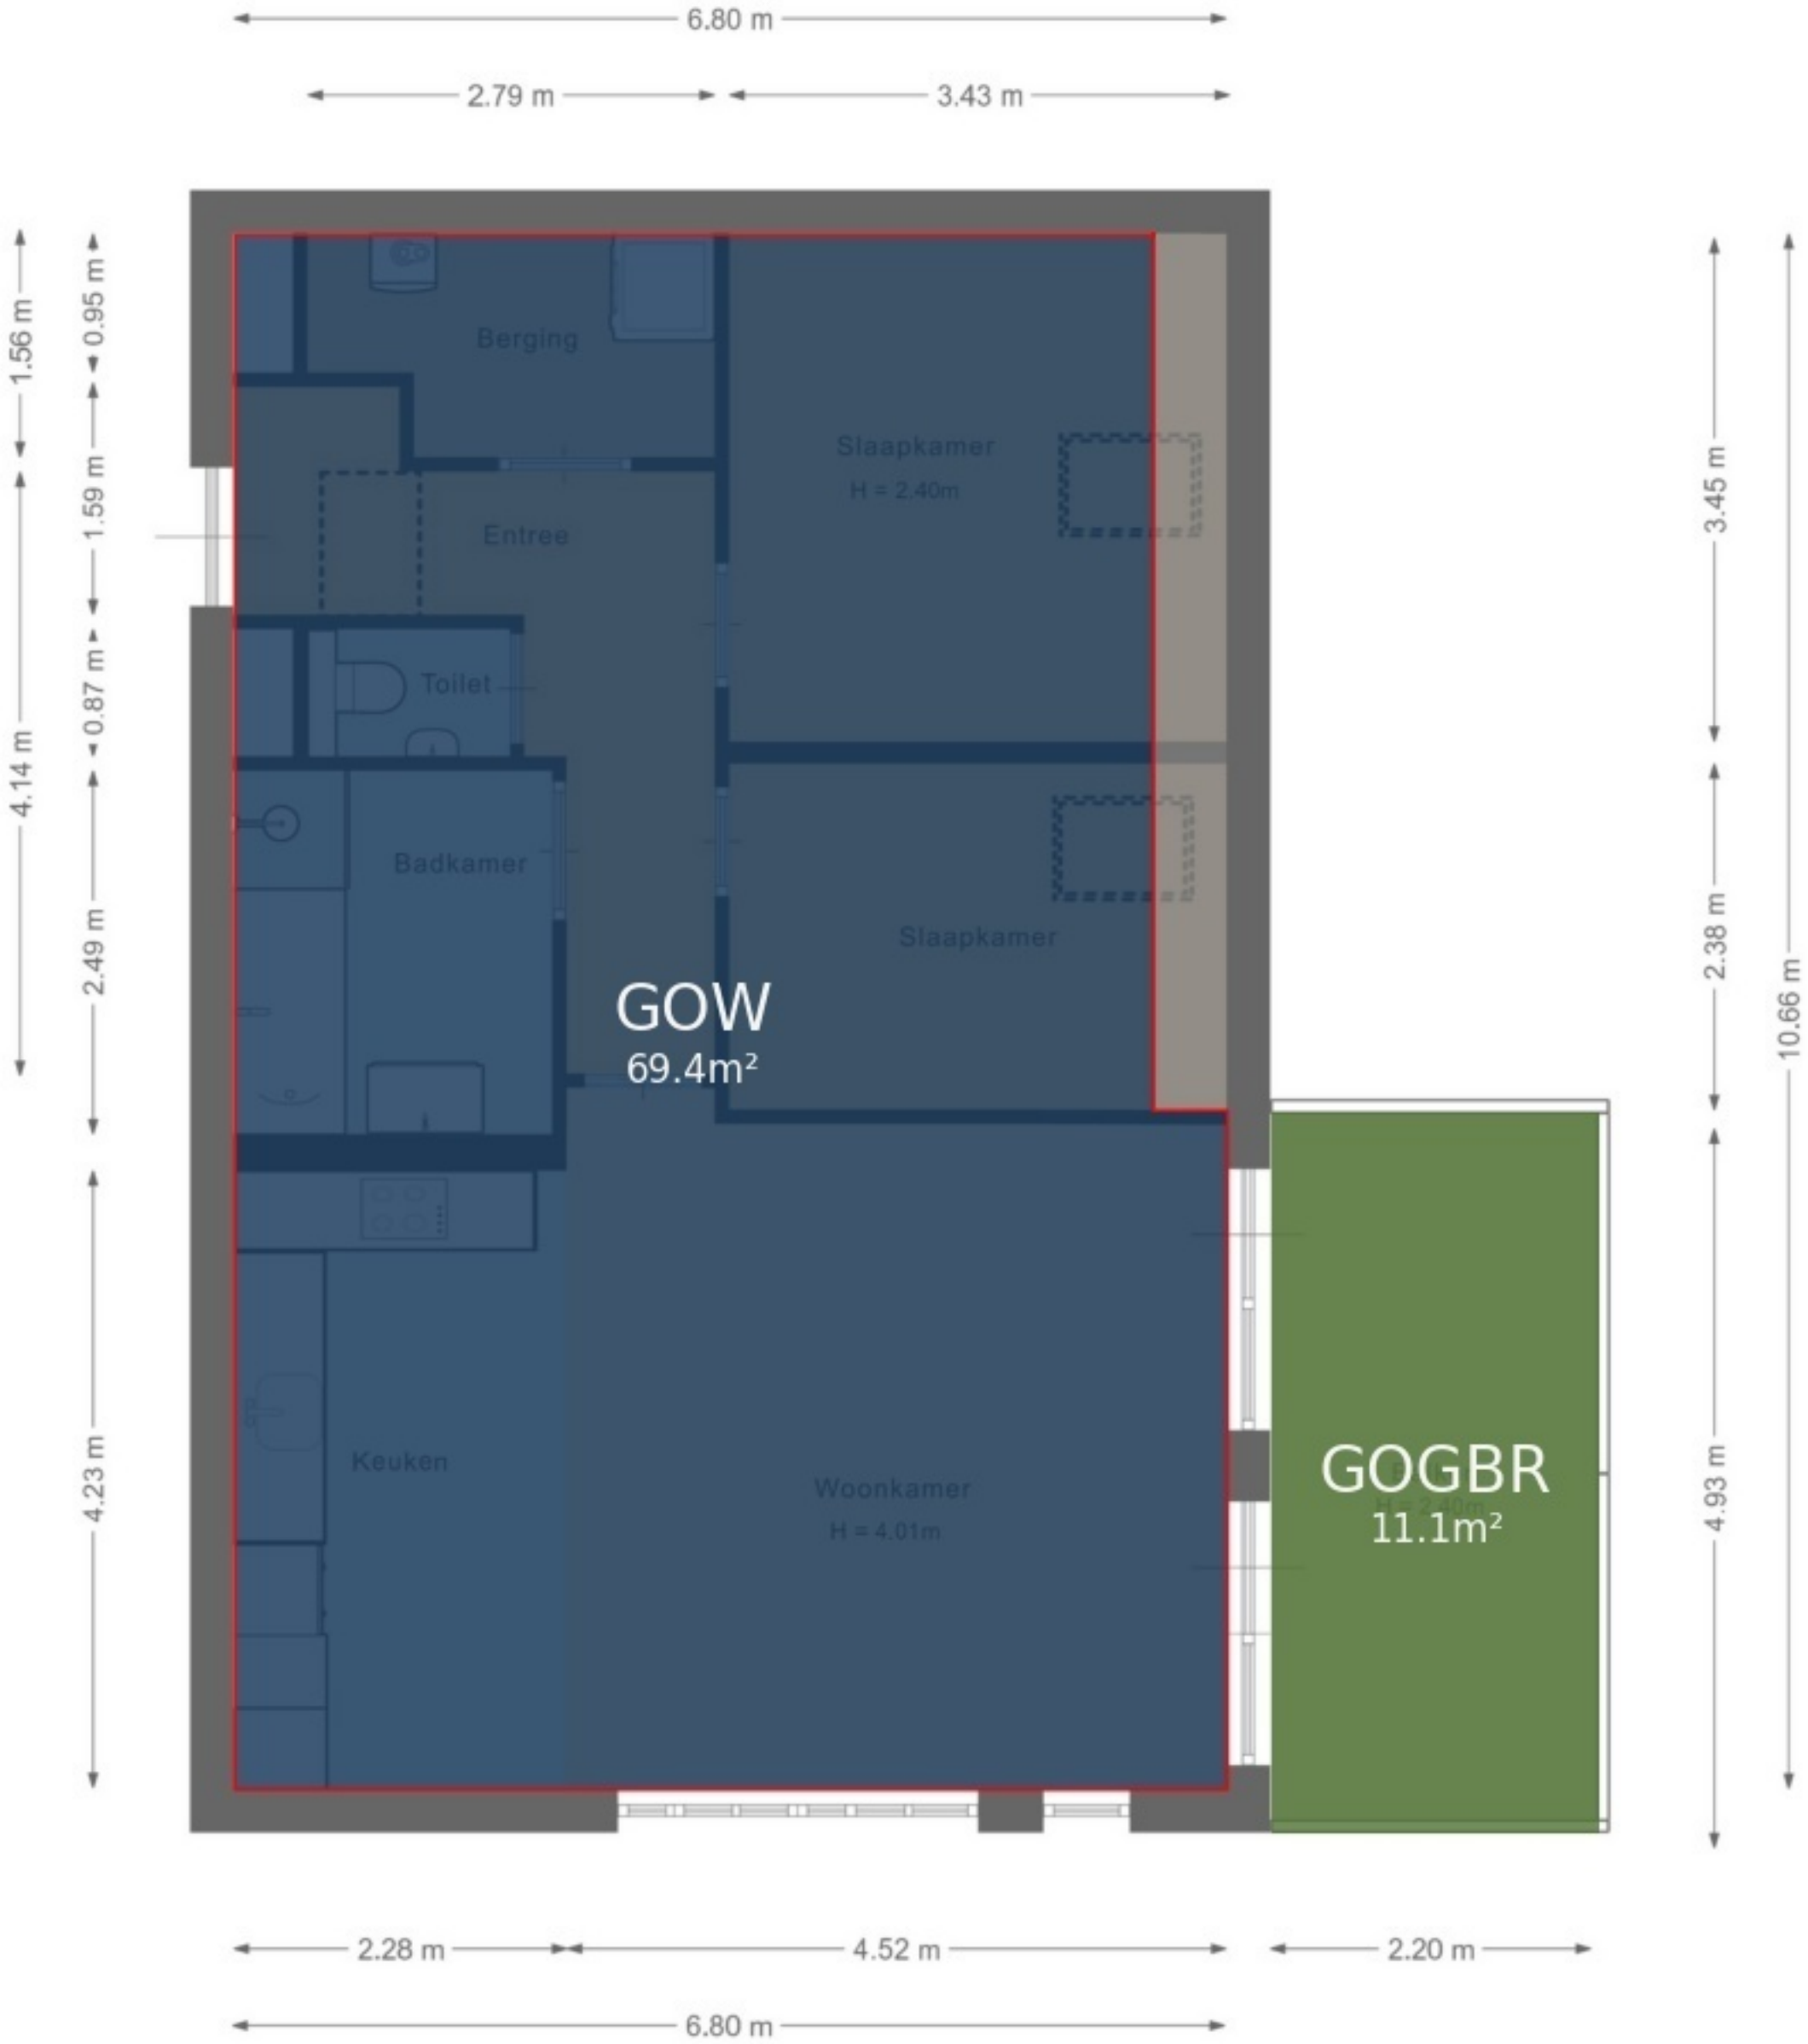 6.80 m
2.79 m
3.43 m
1.56 m
0.95 m
Berging
Slaapkamer
H = 2.40m
3.45 m
1.59 m
Entree
0.87 m
Toilet
4.14 m
Badkamer
2.49 m
Slaapkamer
2.38 m
10.66 m
GOW
69.4m²
4.23 m
Keuken
Woonkamer
H = 4.01m
GOGBR
H = 2.40m
11.1m²
4.93 m
2.28 m
4.52 m
2.20 m
6.80 m